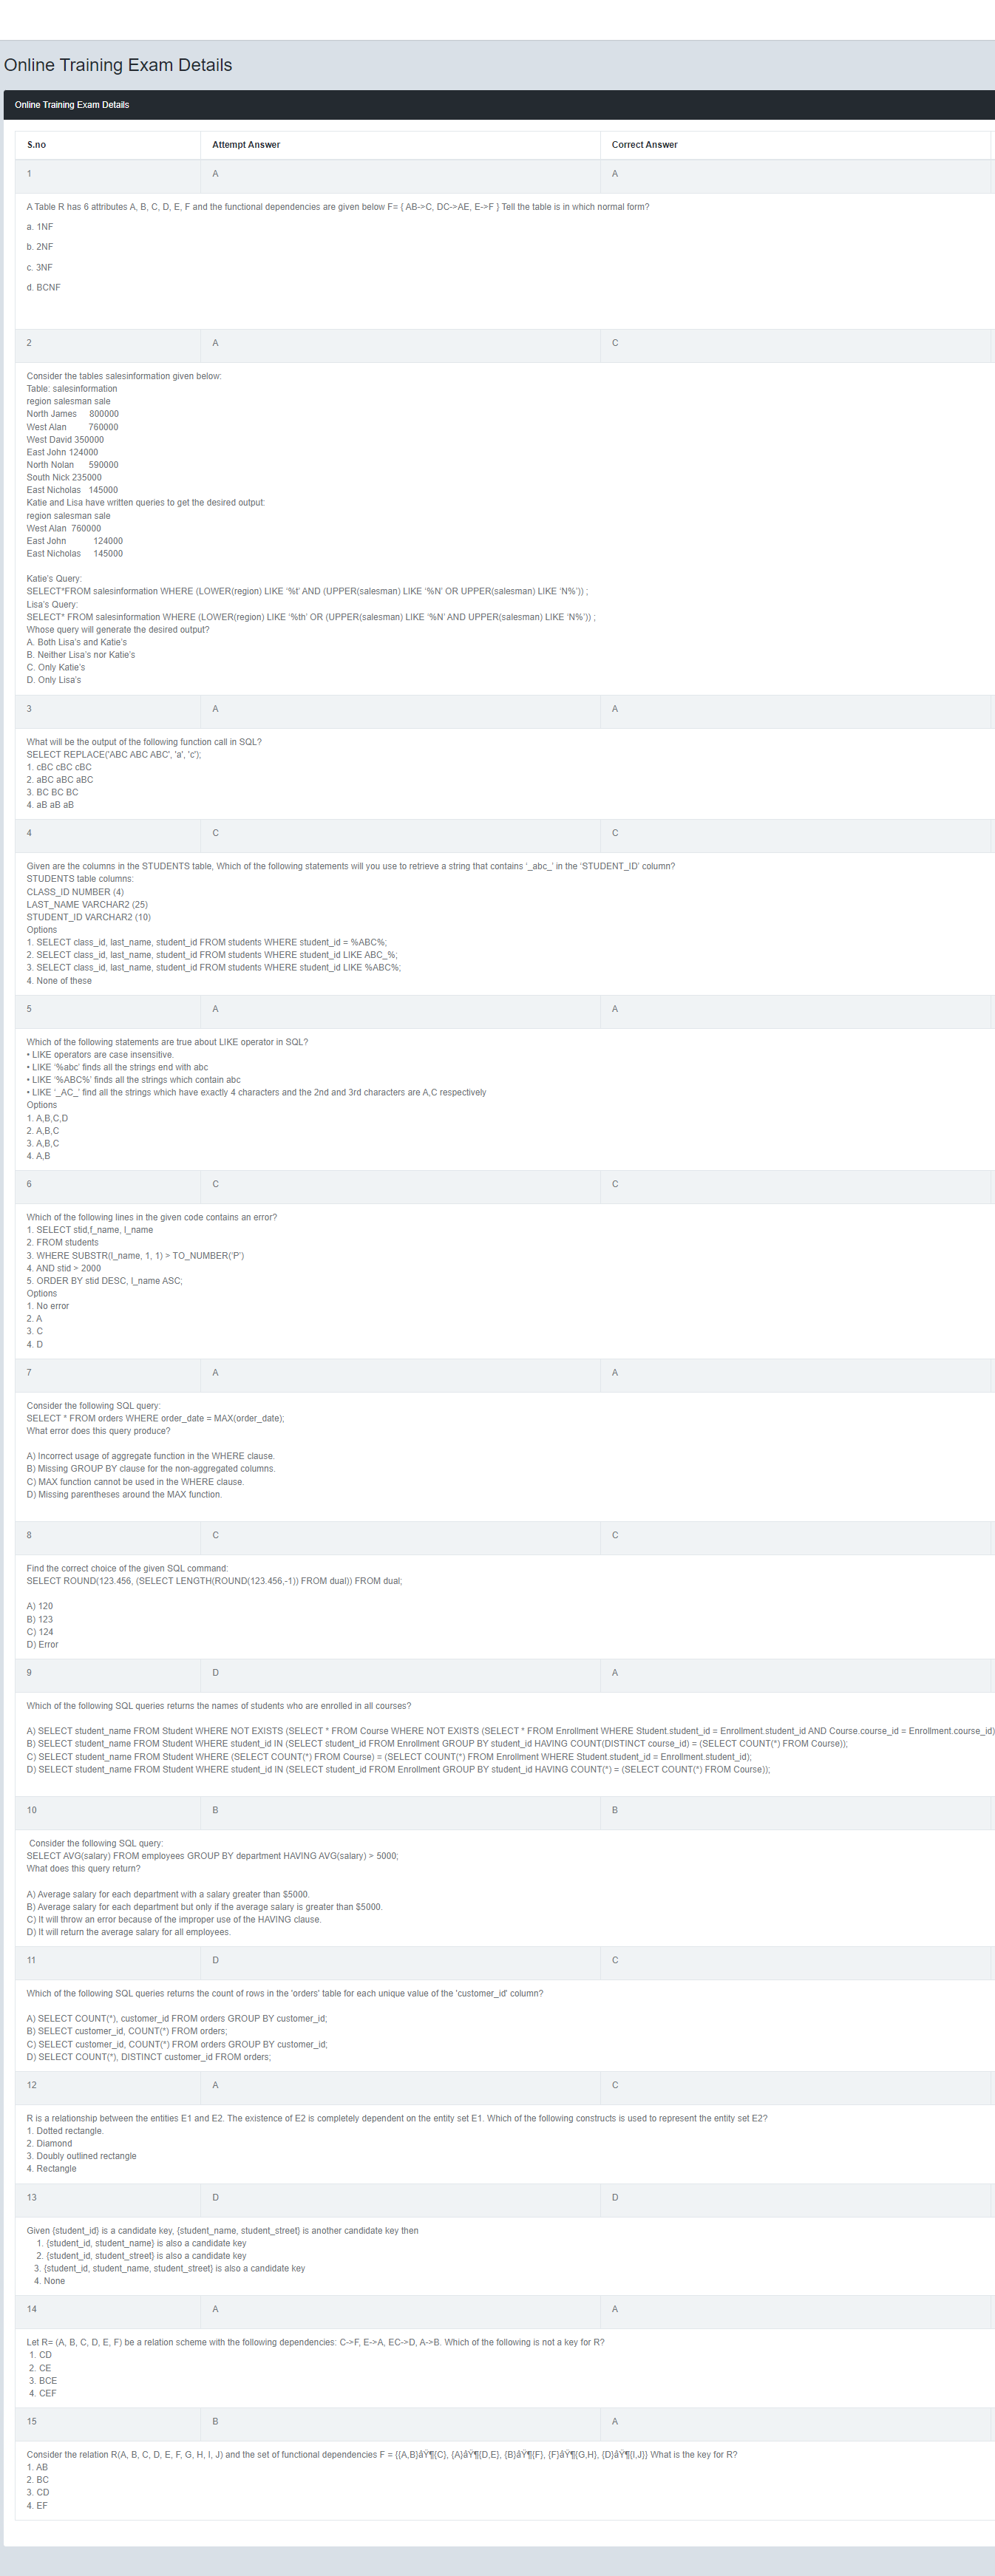 Online Training Exam Details
Online Training Exam Details
S.no Attempt Answer Correct Answer
1 A A
A Table R has 6 attributes A, B, C, D, E, F and the functional dependencies are given below F= { AB->C, DC->AE, E->F } Tell the table is in which normal form?
a. 1NF
b. 2NF
c. 3NF
d. BCNF
2 A C
Consider the tables salesinformation given below:
Table: salesinformation
region salesman sale
North James 800000
West Alan 760000
West David 350000
East John 124000
North Nolan 590000
South Nick 235000
East Nicholas 145000
Katie and Lisa have written queries to get the desired output:
region salesman sale
West Alan 760000
East John 124000
East Nicholas 145000
Katie's Query:
SELECT*FROM salesinformation WHERE (LOWER(region) LIKE '%t' AND (UPPER(salesman) LIKE '%N' OR UPPER(salesman) LIKE 'N%')) ;
Lisa's Query:
SELECT* FROM salesinformation WHERE (LOWER(region) LIKE '%th' OR (UPPER(salesman) LIKE '%N' AND UPPER(salesman) LIKE 'N%')) ;
Whose query will generate the desired output?
A. Both Lisa's and Katie's
B. Neither Lisa's nor Katie's
C. Only Katie's
D. Only Lisa's
3 A A
What will be the output of the following function call in SQL?
SELECT REPLACE('ABC ABC ABC', 'a', 'c');
1. cBC cBC cBC
2. aBC aBC aBC
3. BC BC BC
4. aB aB aB
4 C C
Given are the columns in the STUDENTS table, Which of the following statements will you use to retrieve a string that contains '_abc_' in the 'STUDENT_ID' column?
STUDENTS table columns:
CLASS_ID NUMBER (4)
LAST_NAME VARCHAR2 (25)
STUDENT_ID VARCHAR2 (10)
Options
1. SELECT class_id, last_name, student_id FROM students WHERE student_id = %ABC%;
2. SELECT class_id, last_name, student_id FROM students WHERE student_id LIKE ABC_%;
3. SELECT class_id, last_name, student_id FROM students WHERE student_id LIKE %ABC%;
4. None of these
5 A A
Which of the following statements are true about LIKE operator in SQL?
• LIKE operators are case insensitive.
• LIKE '%abc' finds all the strings end with abc
• LIKE '%ABC%' finds all the strings which contain abc
• LIKE '_AC_' find all the strings which have exactly 4 characters and the 2nd and 3rd characters are A,C respectively
Options
1. A,B,C,D
2. A,B,C
3. A,B,C
4. A,B
6 C C
Which of the following lines in the given code contains an error?
1. SELECT stid,f_name, l_name
2. FROM students
3. WHERE SUBSTR(l_name, 1, 1) > TO_NUMBER('P')
4. AND stid > 2000
5. ORDER BY stid DESC, l_name ASC;
Options
1. No error
2. A
3. C
4. D
7 A A
Consider the following SQL query:
SELECT * FROM orders WHERE order_date = MAX(order_date);
What error does this query produce?
A) Incorrect usage of aggregate function in the WHERE clause.
B) Missing GROUP BY clause for the non-aggregated columns.
C) MAX function cannot be used in the WHERE clause.
D) Missing parentheses around the MAX function.
8 C C
Find the correct choice of the given SQL command:
SELECT ROUND(123.456, (SELECT LENGTH(ROUND(123.456,-1)) FROM dual)) FROM dual;
A) 120
B) 123
C) 124
D) Error
9 D A
Which of the following SQL queries returns the names of students who are enrolled in all courses?
A) SELECT student_name FROM Student WHERE NOT EXISTS (SELECT * FROM Course WHERE NOT EXISTS (SELECT * FROM Enrollment WHERE Student.student_id = Enrollment.student_id AND Course.course_id = Enrollment.course_id)
B) SELECT student_name FROM Student WHERE student_id IN (SELECT student_id FROM Enrollment GROUP BY student_id HAVING COUNT(DISTINCT course_id) = (SELECT COUNT(*) FROM Course));
C) SELECT student_name FROM Student WHERE (SELECT COUNT(*) FROM Course) = (SELECT COUNT(*) FROM Enrollment WHERE Student.student_id = Enrollment.student_id);
D) SELECT student_name FROM Student WHERE student_id IN (SELECT student_id FROM Enrollment GROUP BY student_id HAVING COUNT(*) = (SELECT COUNT(*) FROM Course));
10 B B
Consider the following SQL query:
SELECT AVG(salary) FROM employees GROUP BY department HAVING AVG(salary) > 5000;
What does this query return?
A) Average salary for each department with a salary greater than $5000.
B) Average salary for each department but only if the average salary is greater than $5000.
C) It will throw an error because of the improper use of the HAVING clause.
D) It will return the average salary for all employees.
11 D C
Which of the following SQL queries returns the count of rows in the 'orders' table for each unique value of the 'customer_id' column?
A) SELECT COUNT(*), customer_id FROM orders GROUP BY customer_id;
B) SELECT customer_id, COUNT(*) FROM orders;
C) SELECT customer_id, COUNT(*) FROM orders GROUP BY customer_id;
D) SELECT COUNT(*), DISTINCT customer_id FROM orders;
12 A C
R is a relationship between the entities E1 and E2. The existence of E2 is completely dependent on the entity set E1. Which of the following constructs is used to represent the entity set E2?
1. Dotted rectangle.
2. Diamond
3. Doubly outlined rectangle
4. Rectangle
13 D D
Given {student_id} is a candidate key, {student_name, student_street} is another candidate key then
1. {student_id, student_name} is also a candidate key
2. {student_id, student_street} is also a candidate key
3. {student_id, student_name, student_street} is also a candidate key
4. None
14 A A
Let R= (A, B, C, D, E, F) be a relation scheme with the following dependencies: C->F, E->A, EC->D, A->B. Which of the following is not a key for R?
1. CD
2. CE
3. BCE
4. CEF
15 B A
Consider the relation R(A, B, C, D, E, F, G, H, I, J) and the set of functional dependencies F = {{A,B}âŸ¶{C}, {A}âŸ¶{D,E}, {B}âŸ¶{F}, {F}âŸ¶{G,H}, {D}âŸ¶{I,J}} What is the key for R?
1. AB
2. BC
3. CD
4. EF